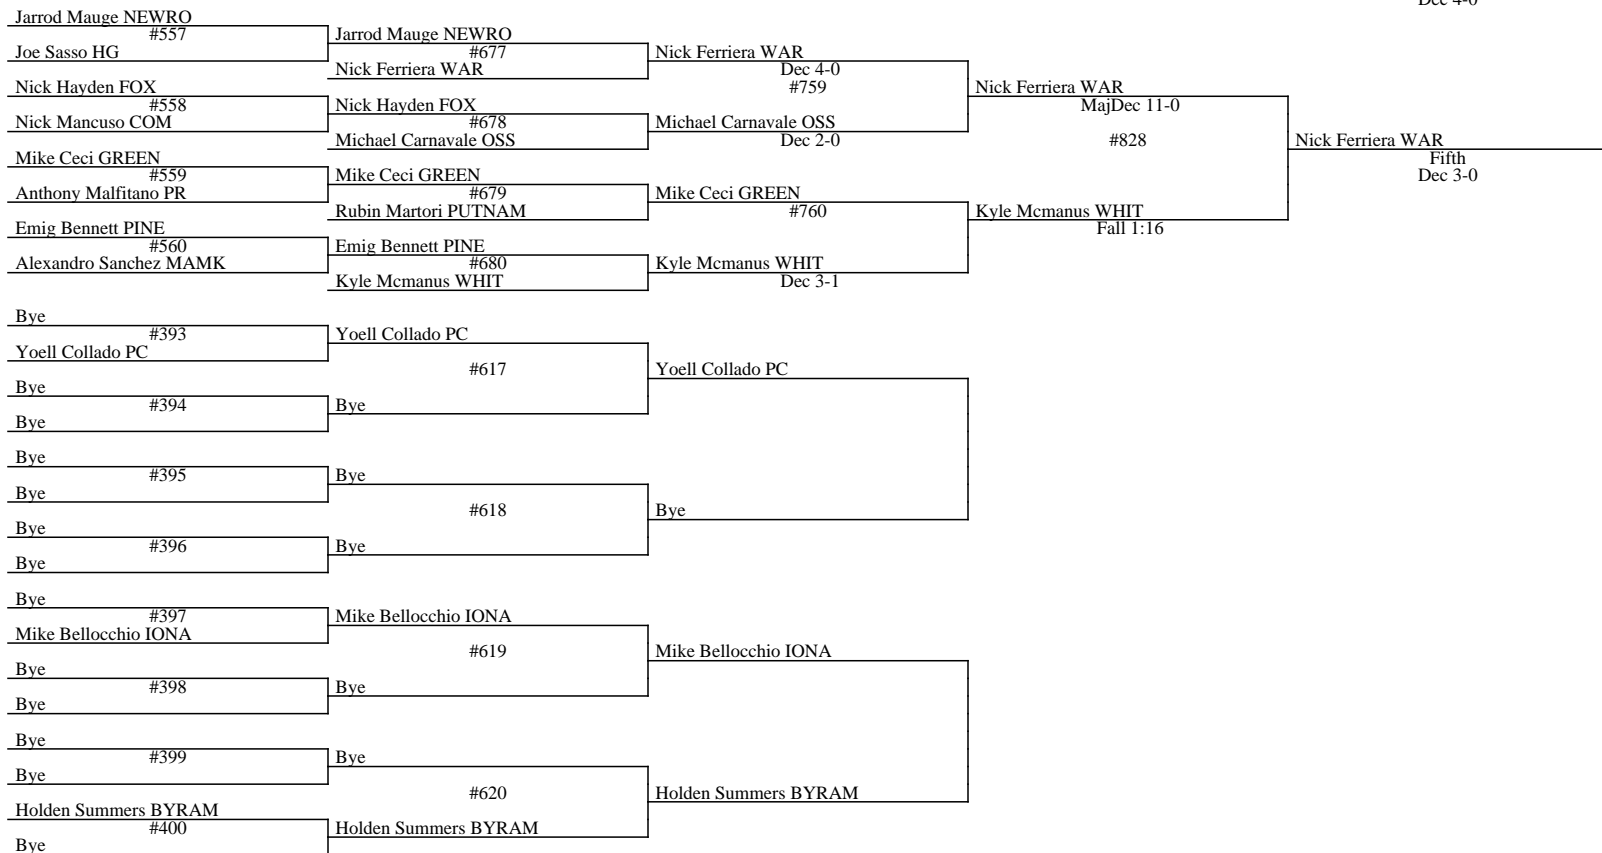 Dec 4-0
Jarrod Mauge NEWRO
#557
Joe Sasso HG
Jarrod Mauge NEWRO
#677
Nick Ferriera WAR
Nick Ferriera WAR
Dec 4-0
#759
Nick Hayden FOX
#558
Nick Mancuso COM
Nick Hayden FOX
#678
Michael Carnavale OSS
Michael Carnavale OSS
Dec 2-0
Nick Ferriera WAR
MajDec 11-0
#828
Nick Ferriera WAR
Fifth
Dec 3-0
Mike Ceci GREEN
#559
Anthony Malfitano PR
Mike Ceci GREEN
#679
Rubin Martori PUTNAM
Mike Ceci GREEN
#760
Kyle Mcmanus WHIT
Fall 1:16
Emig Bennett PINE
#560
Alexandro Sanchez MAMK
Emig Bennett PINE
#680
Kyle Mcmanus WHIT
Kyle Mcmanus WHIT
Dec 3-1
Bye
#393
Yoell Collado PC
Yoell Collado PC
#617
Yoell Collado PC
Bye
#394
Bye
Bye
Bye
#395
Bye
Bye
#618
Bye
Bye
#396
Bye
Bye
Bye
#397
Mike Bellocchio IONA
Mike Bellocchio IONA
#619
Mike Bellocchio IONA
Bye
#398
Bye
Bye
Bye
#399
Bye
Bye
#620
Holden Summers BYRAM
Holden Summers BYRAM
#400
Bye
Holden Summers BYRAM